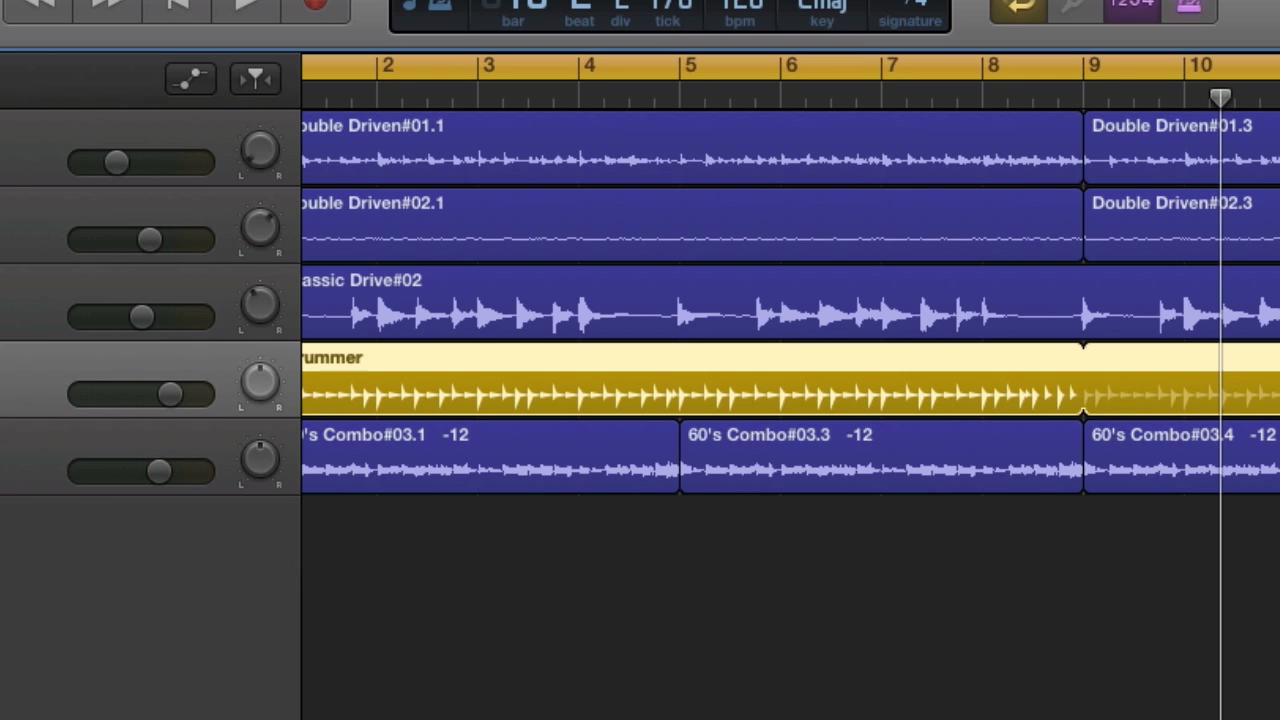 bar beat div tick bpm key signature
2 3 4 5 6 7 8 9 10
ouble Driven#01.1 Double Driven#01.3
L R
ouble Driven#02.1 Double Driven#02.3
L R
assic Drive#02
L R
rummer
L R
's Combo#03.1 -12 60's Combo#03.3 -12 60's Combo#03.4 -12
L R